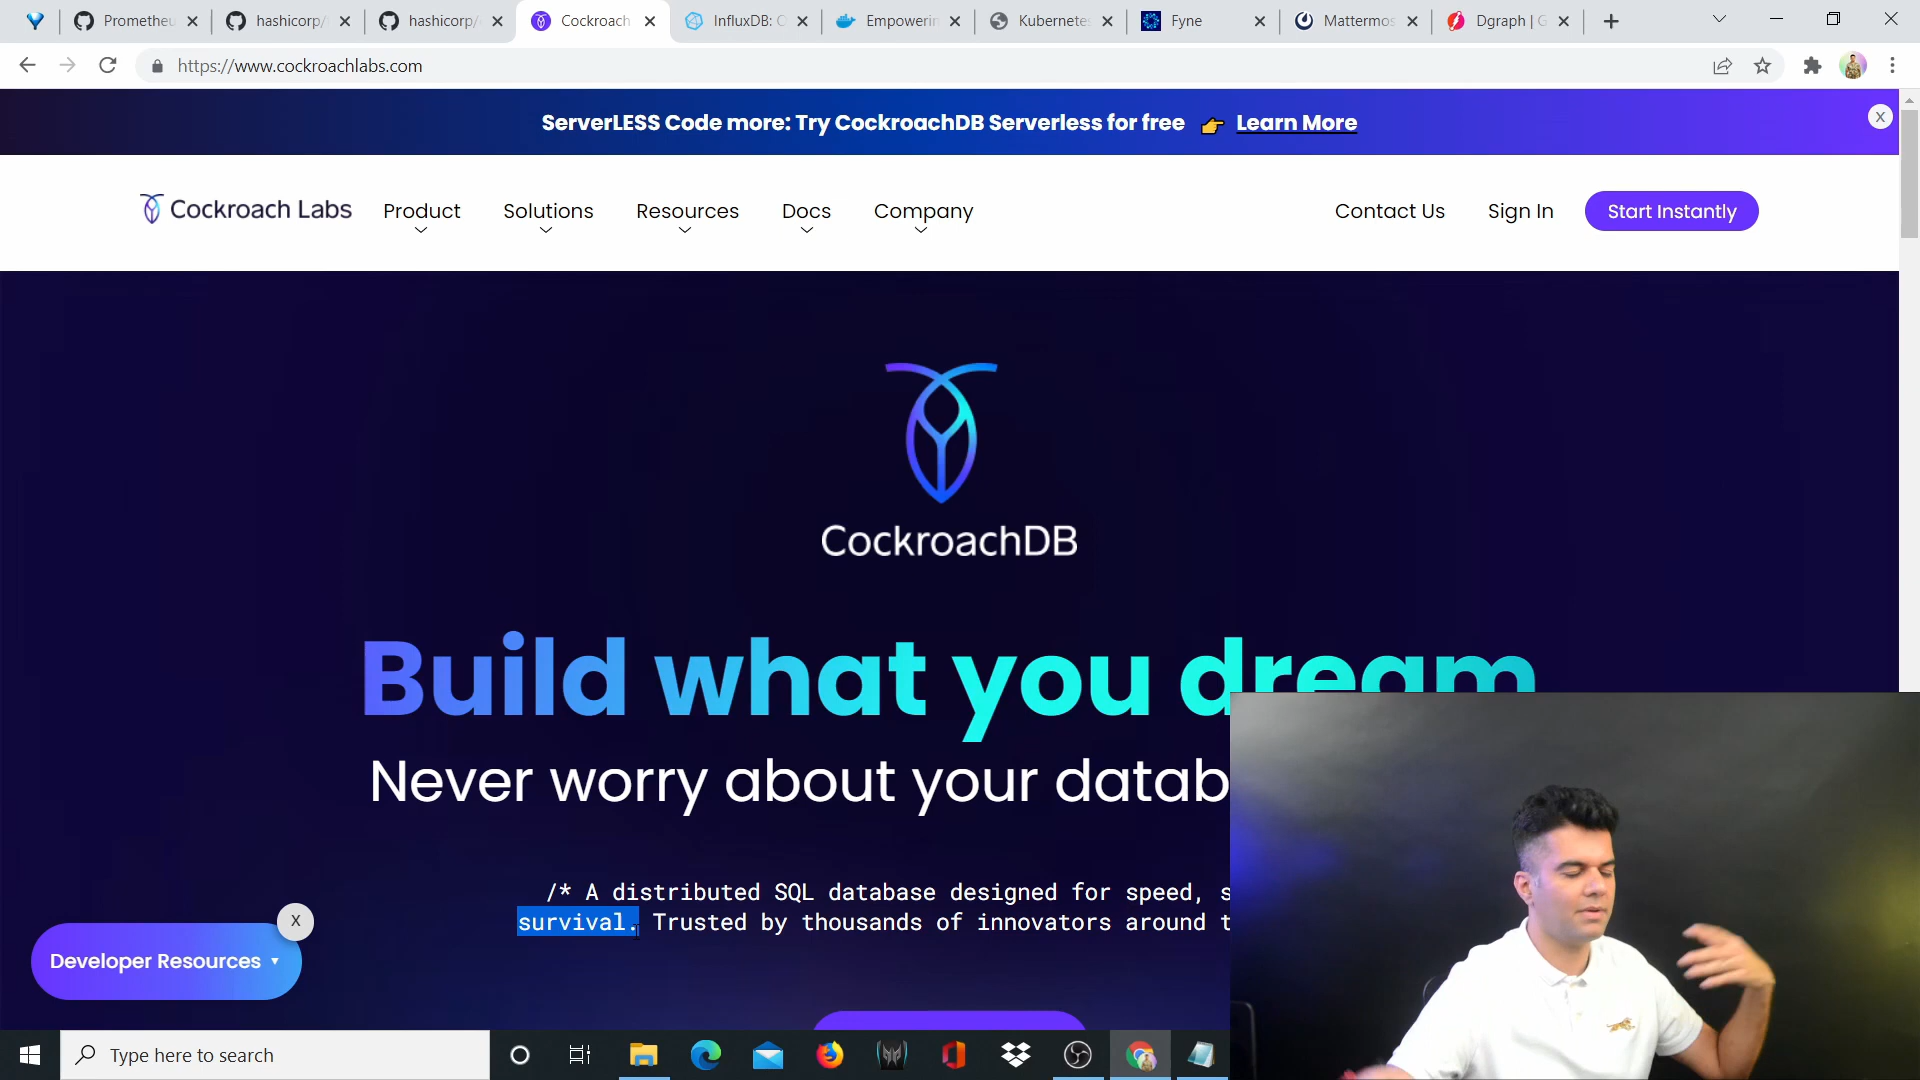 Prometheu
hashicorp/
hashicorp/
Cockroach
InfluxDB: O
Empowerin
Kubernete
Fyne
Mattermos
Dgraph | G
https://www.cockroachlabs.com
ServerLESS Code more: Try CockroachDB Serverless for free 👉 Learn More
X
Cockroach Labs
Product
Solutions
Resources
Docs
Company
Contact Us
Sign In
Start Instantly
CockroachDB
Build what you dream
Never worry about your datab
/* A distributed SQL database designed for speed, s
survival. Trusted by thousands of innovators around t
X
Developer Resources ▼
Type here to search